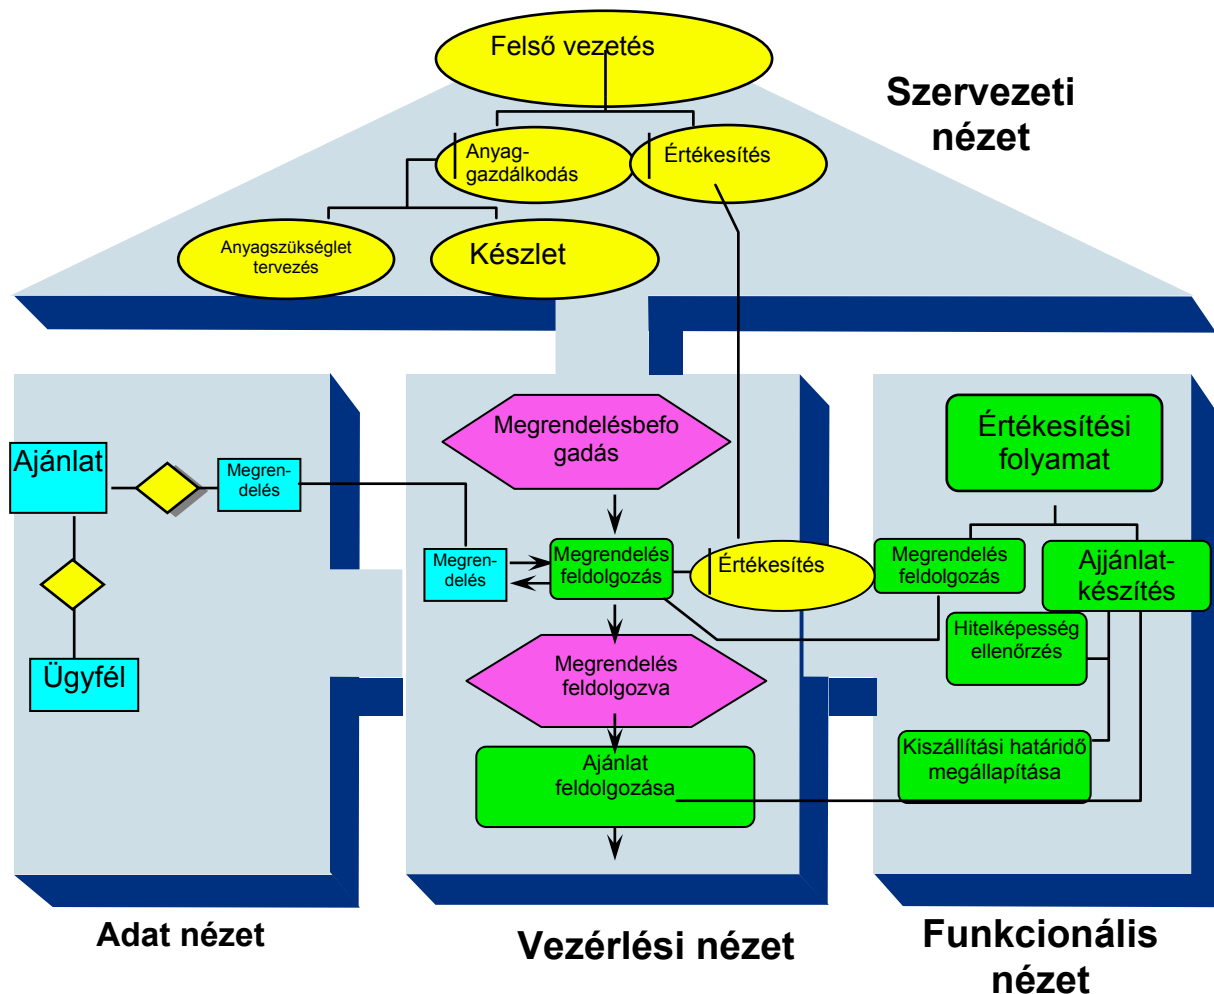 Felső vezetés
Szervezeti
nézet
Anyag-
gazdálkodás
Értékesítés
Anyagszükséglet
tervezés
Készlet
Ajánlat
Megren-
delés
Ügyfél
Megrendelésbefo
gadás
Megren-
delés
Megrendelés
feldolgozás
Értékesítés
Megrendelés
feldolgozva
Ajánlat
feldolgozása
Értékesítési
folyamat
Megrendelés
feldolgozás
Ajjánlat-
készítés
Hitelképesség
ellenőrzés
Kiszállítási határidő
megállapítása
Adat nézet
Vezérlési nézet
Funkcionális
nézet